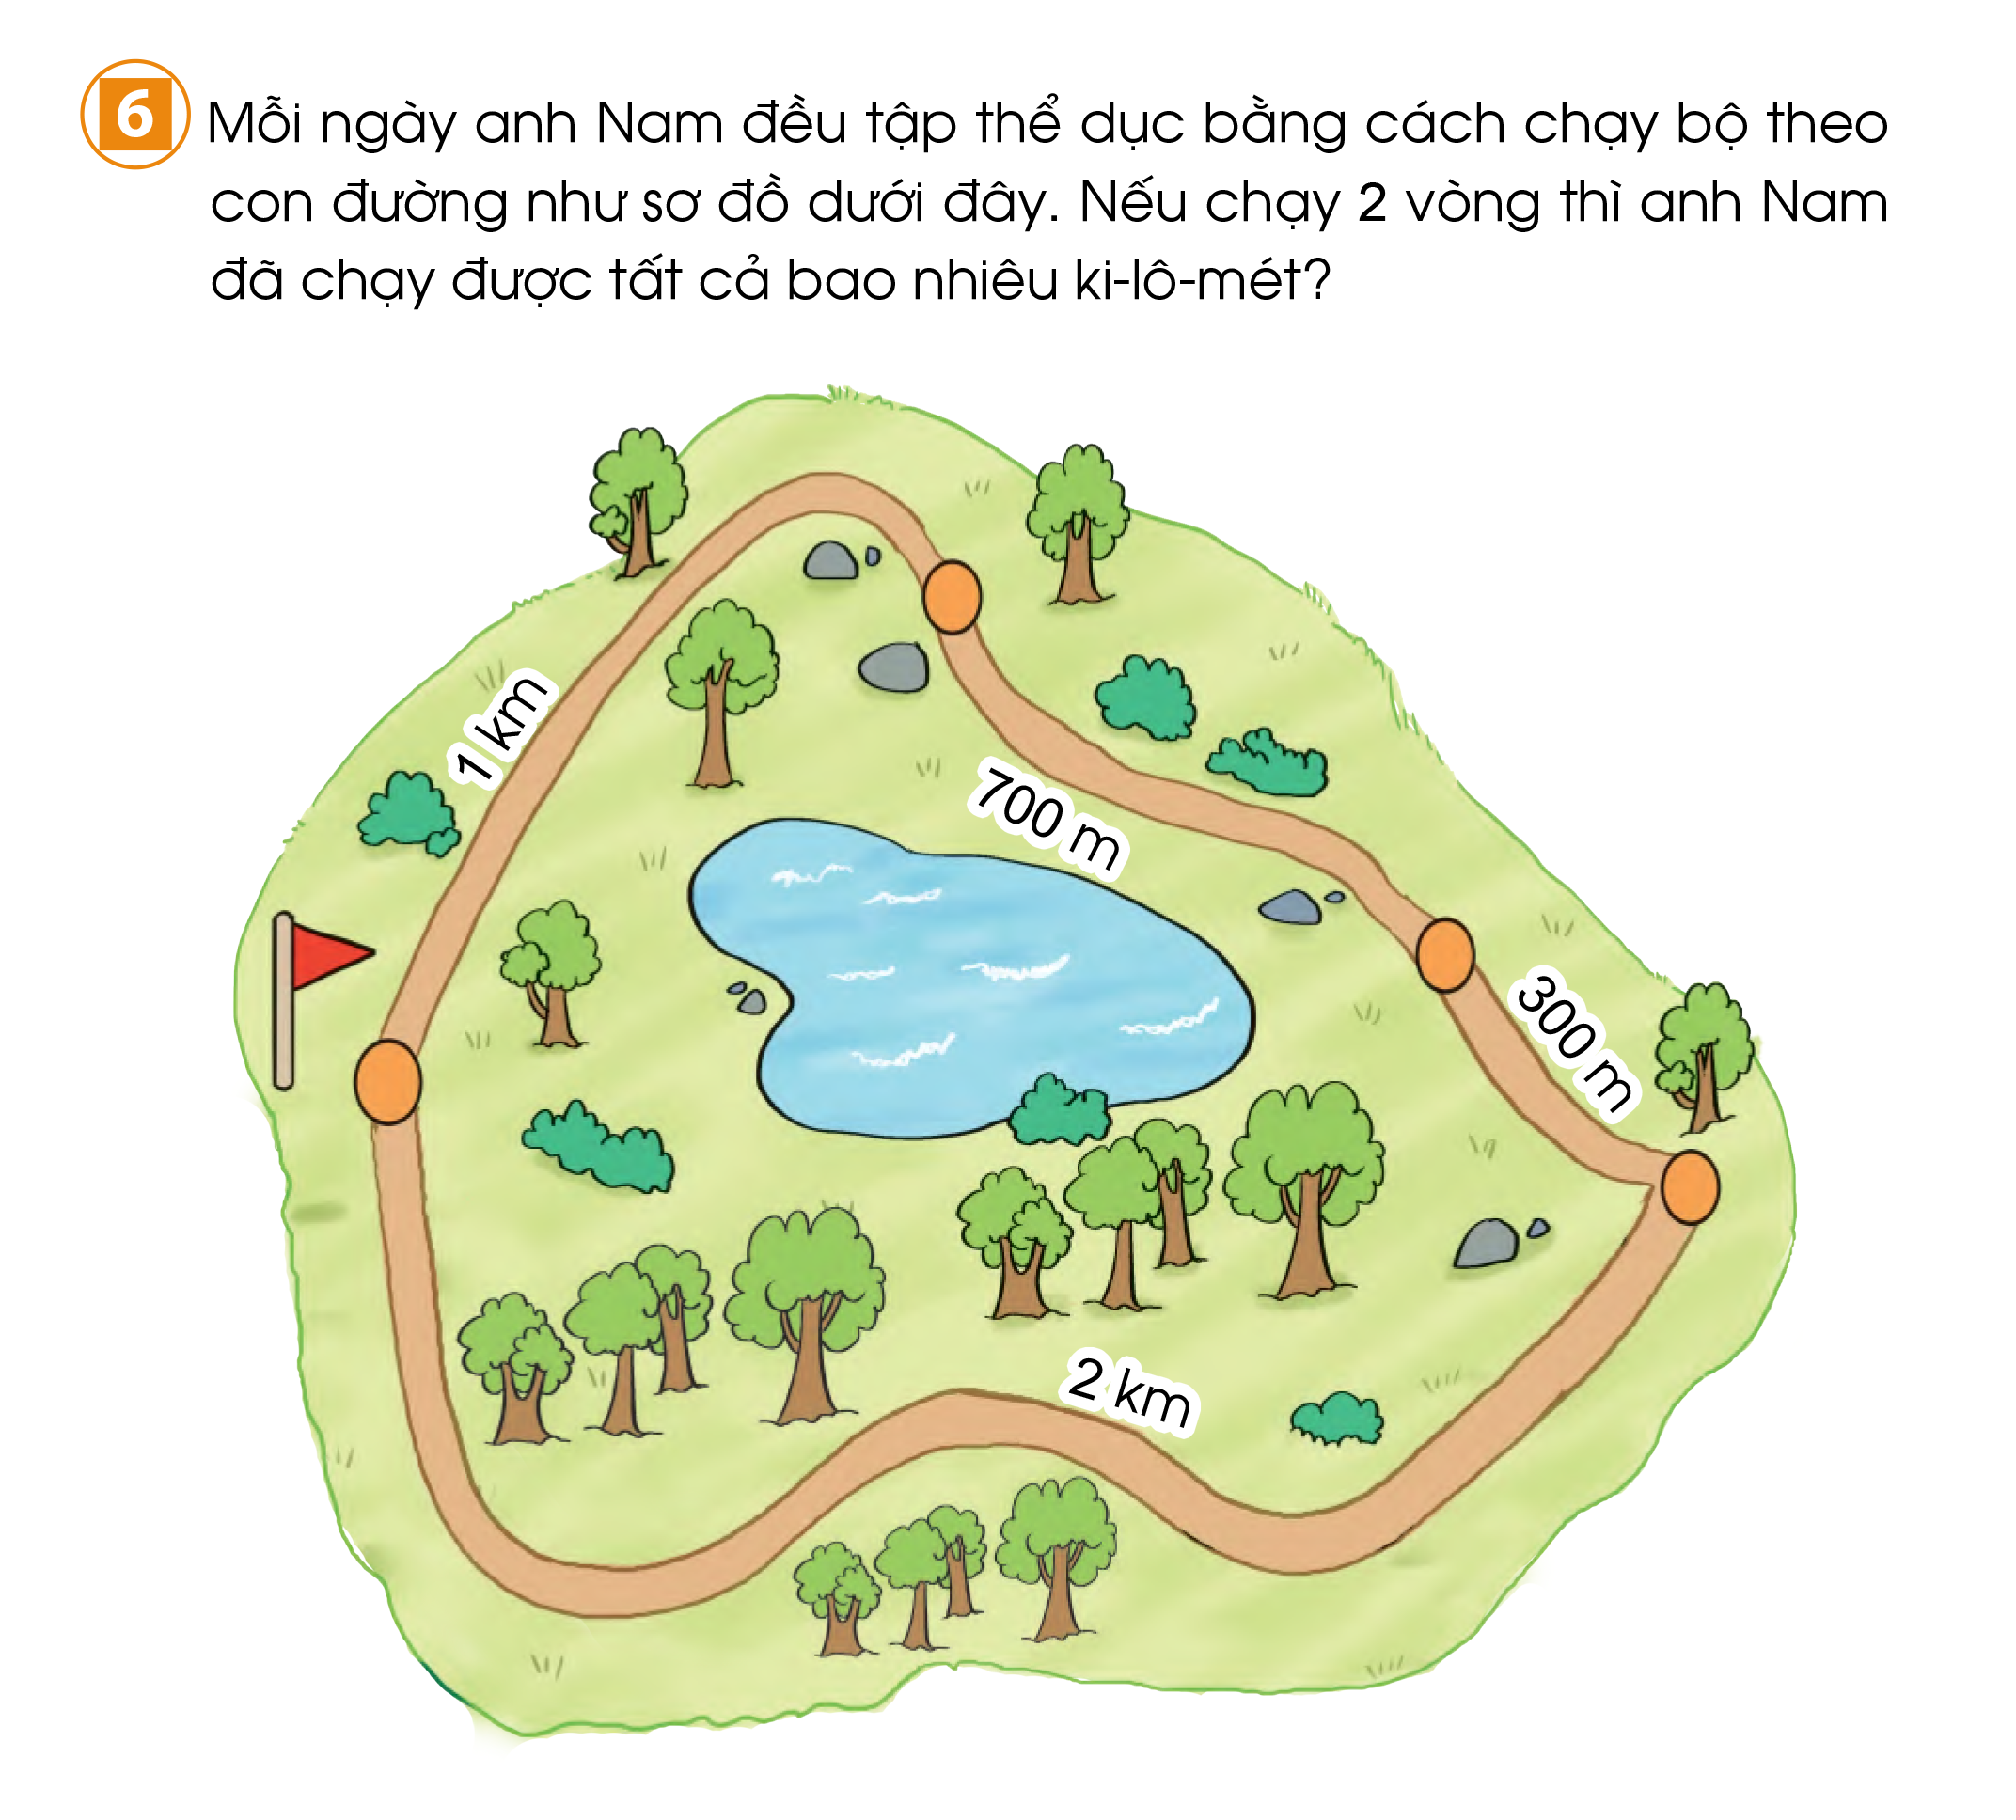 6 Mỗi ngày anh Nam đều tập thể dục bằng cách chạy bộ theo
con đường như sơ đồ dưới đây. Nếu chạy 2 vòng thì anh Nam
đã chạy được tất cả bao nhiêu ki-lô-mét?
1 km
700 m
300 m
2 km